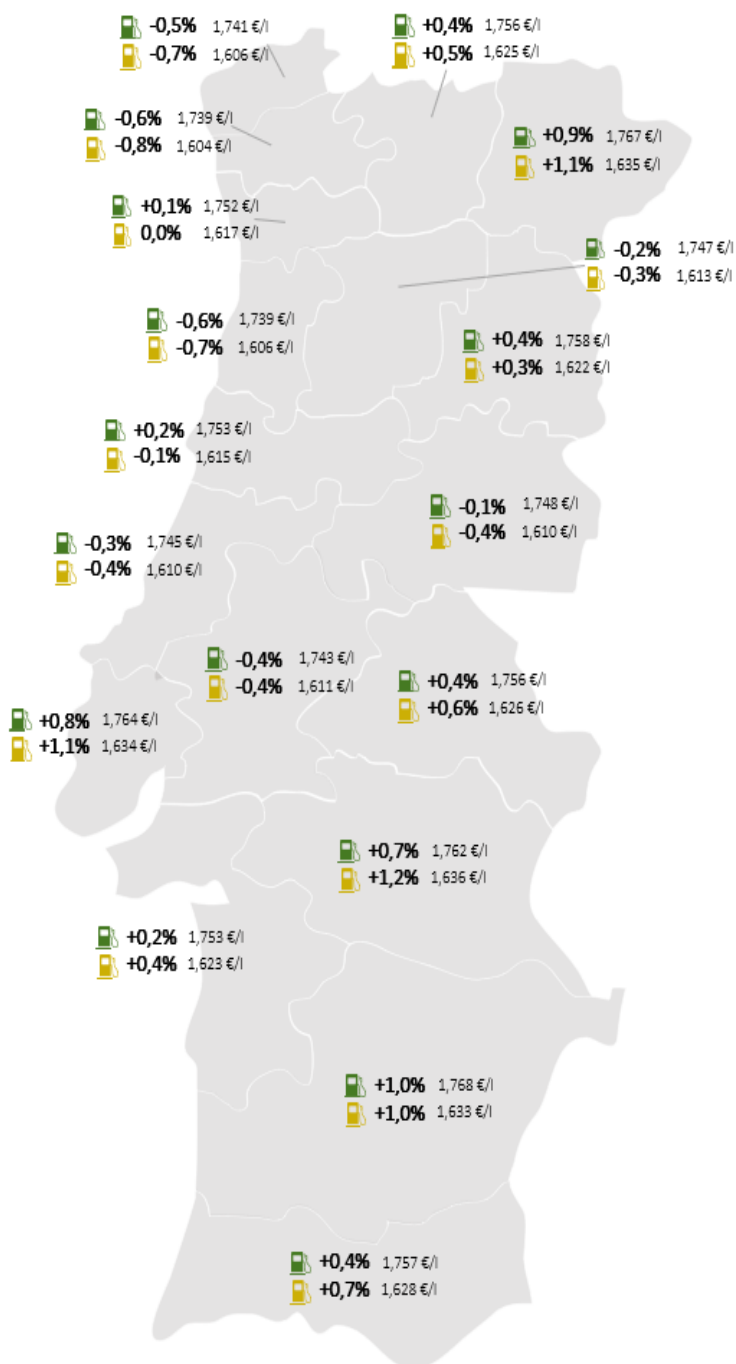 -0,5% 1,741 €/l
-0,7% 1,606 €/l
+0,4% 1,756 €/l
+0,5% 1,625 €/l
-0,6% 1,739 €/l
-0,8% 1,604 €/l
+0,9% 1,767 €/l
+1,1% 1,635 €/l
+0,1% 1,752 €/l
0,0% 1,617 €/l
-0,2% 1,747 €/l
-0,3% 1,613 €/l
-0,6% 1,739 €/l
-0,7% 1,606 €/l
+0,4% 1,758 €/l
+0,3% 1,622 €/l
+0,2% 1,753 €/l
-0,1% 1,615 €/l
-0,1% 1,748 €/l
-0,4% 1,610 €/l
-0,3% 1,745 €/l
-0,4% 1,610 €/l
-0,4% 1,743 €/l
-0,4% 1,611 €/l
+0,4% 1,756 €/l
+0,6% 1,626 €/l
+0,8% 1,764 €/l
+1,1% 1,634 €/l
+0,7% 1,762 €/l
+1,2% 1,636 €/l
+0,2% 1,753 €/l
+0,4% 1,623 €/l
+1,0% 1,768 €/l
+1,0% 1,633 €/l
+0,4% 1,757 €/l
+0,7% 1,628 €/l